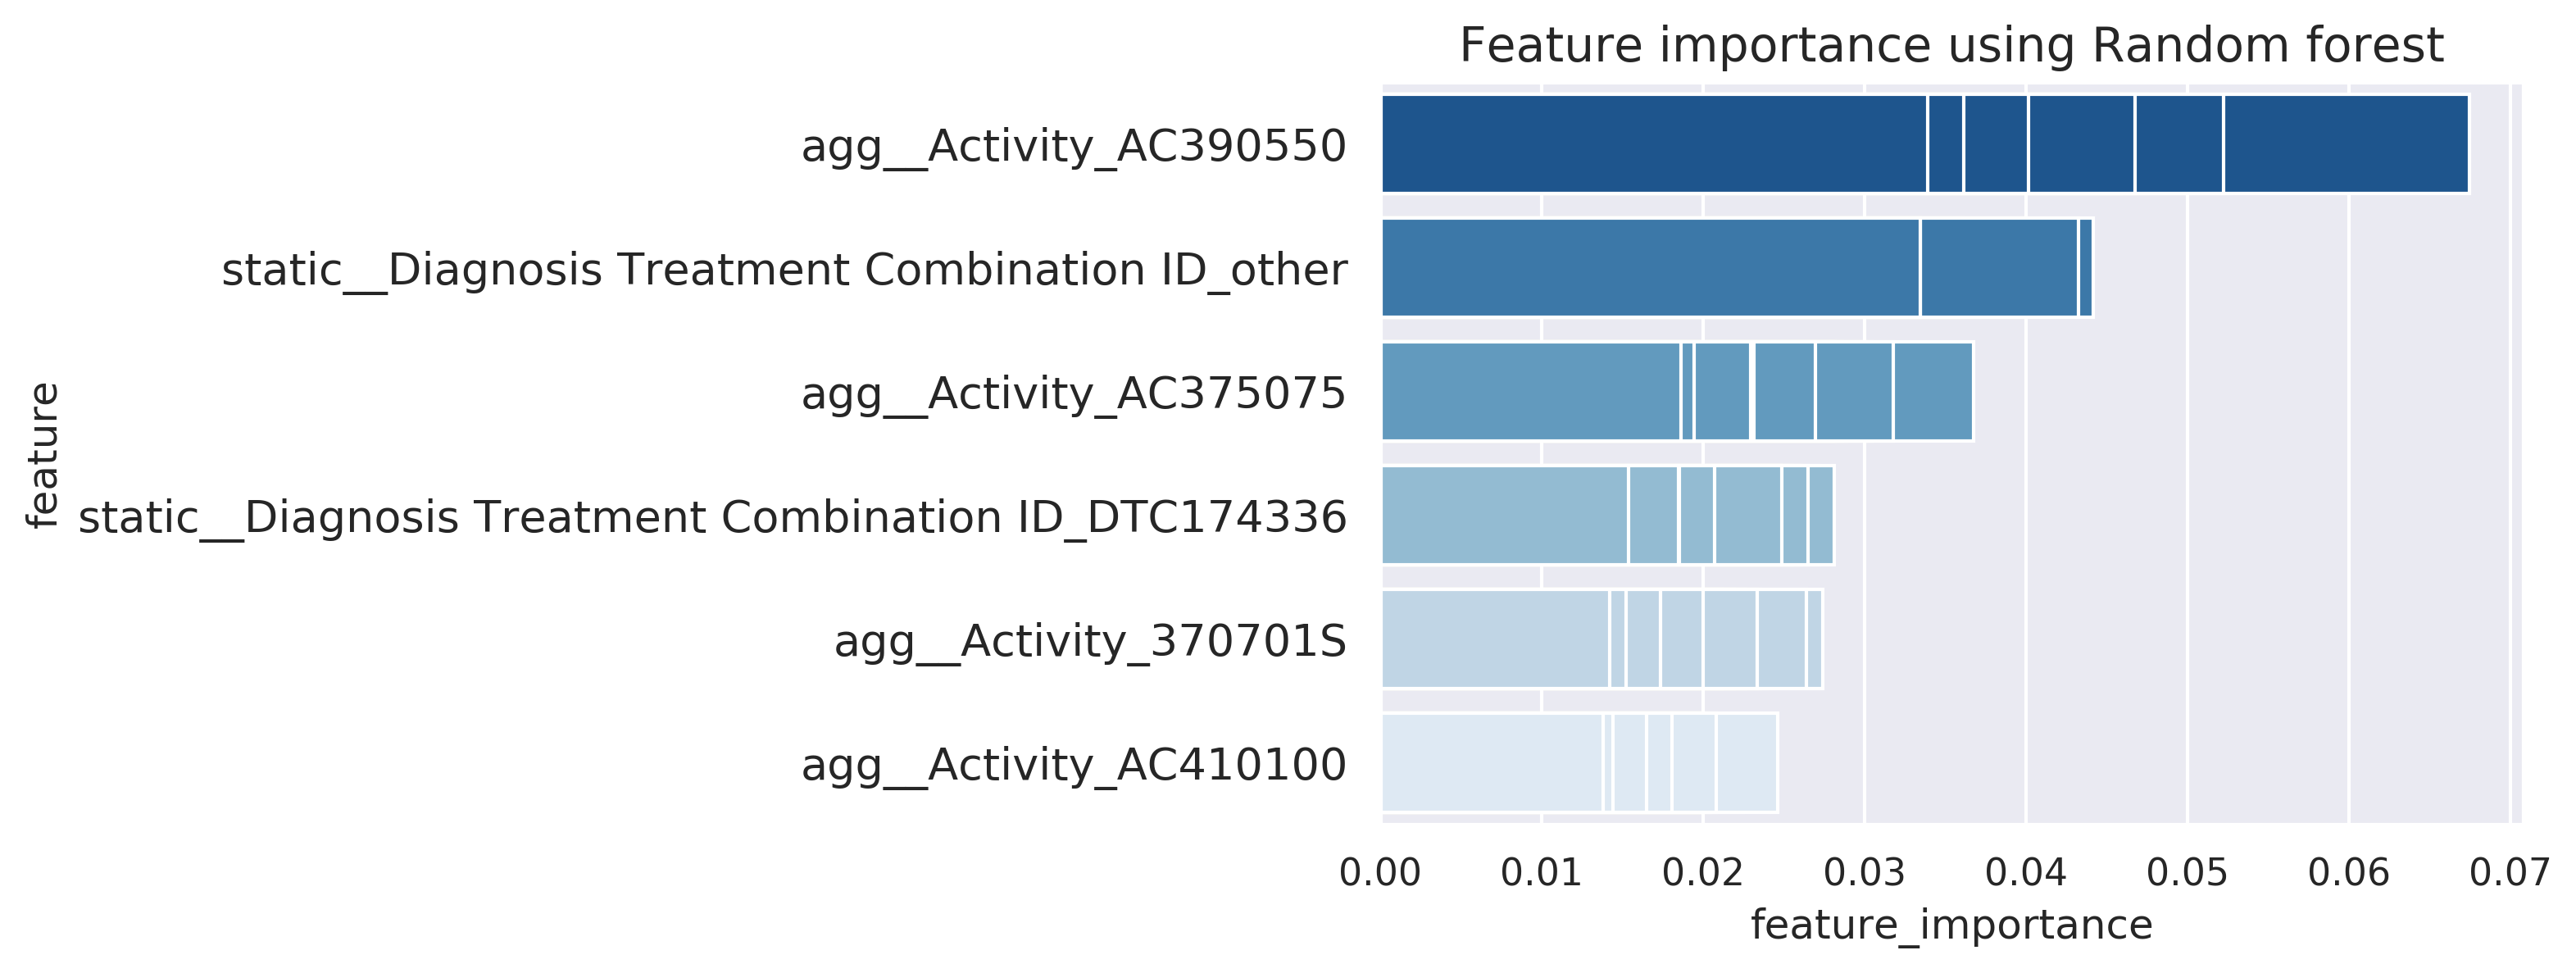 Feature importance using Random forest
feature
agg__Activity_AC390550
static__Diagnosis Treatment Combination ID_other
agg__Activity_AC375075
static__Diagnosis Treatment Combination ID_DTC174336
agg__Activity_370701S
agg__Activity_AC410100
0.00 0.01 0.02 0.03 0.04 0.05 0.06 0.07
feature_importance